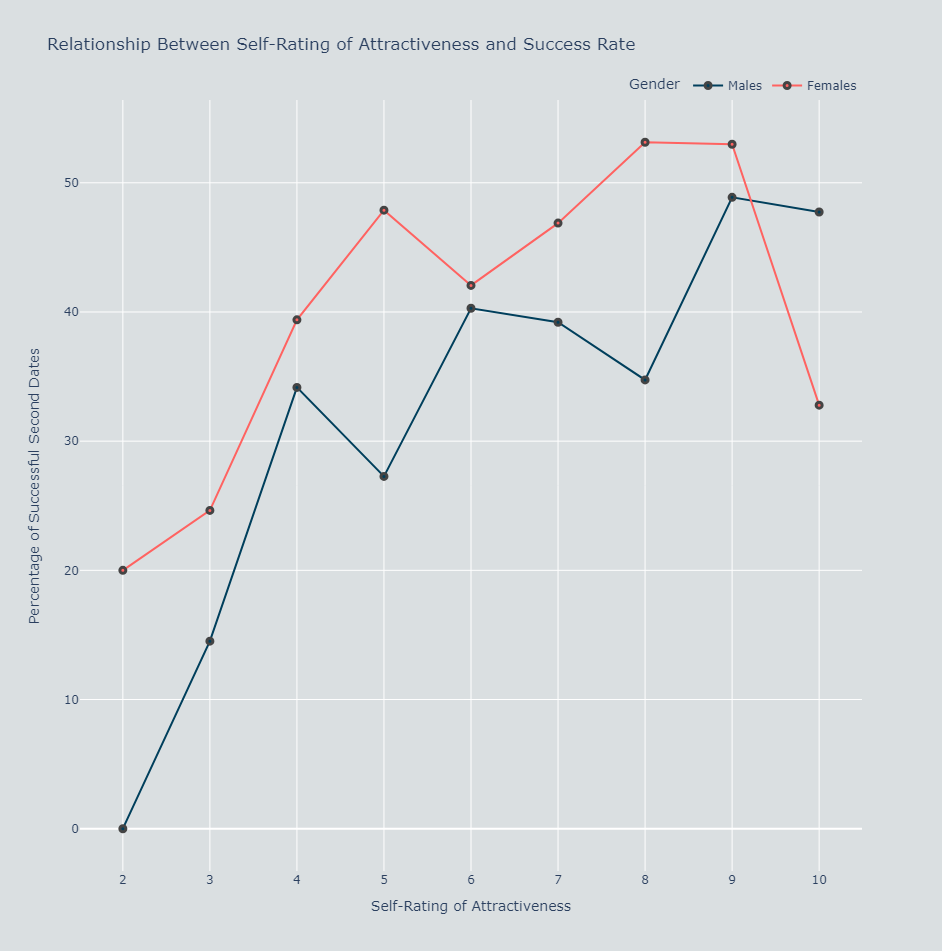 Relationship Between Self-Rating of Attractiveness and Success Rate
Gender Males Females
50
40
30
20
10
0
Percentage of Successful Second Dates
2 3 4 5 6 7 8 9 10
Self-Rating of Attractiveness